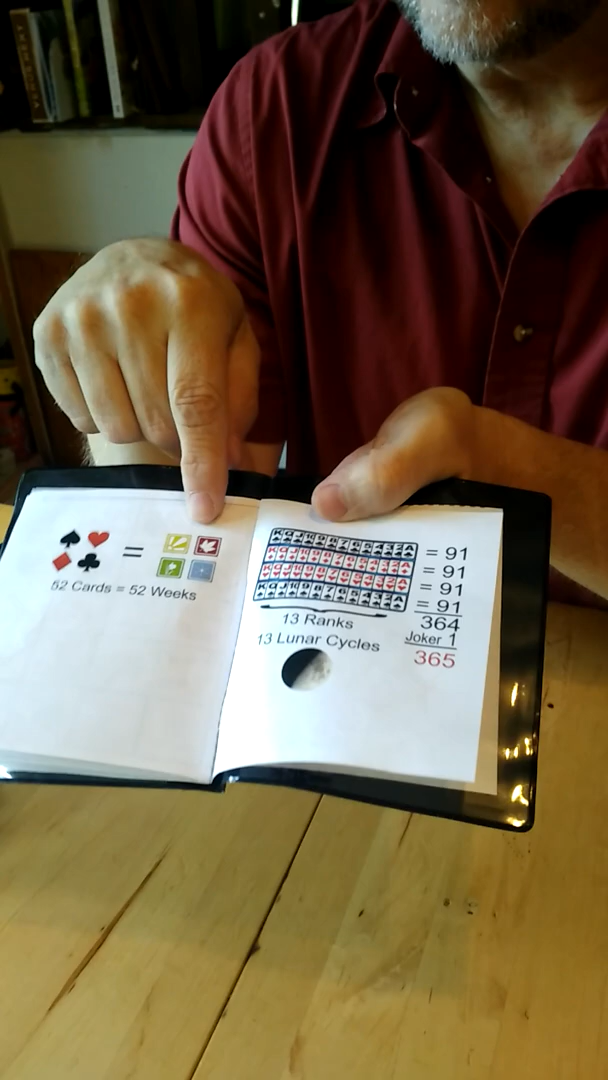 =
52 Cards = 52 Weeks
= 91
= 91
= 91
= 91
364
Joker 1
365
13 Ranks
13 Lunar Cycles